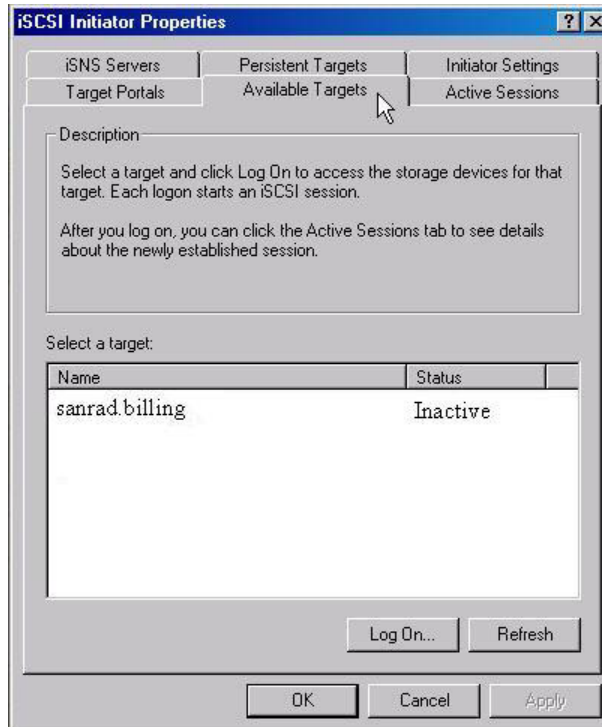 iSCSI Initiator Properties
iSNS Servers Persistent Targets Initiator Settings
Target Portals Available Targets Active Sessions
Description
Select a target and click Log On to access the storage devices for that
target. Each logon starts an iSCSI session.
After you log on, you can click the Active Sessions tab to see details
about the newly established session.
Select a target:
Name Status
sanrad.billing Inactive
Log On... Refresh
OK Cancel Apply